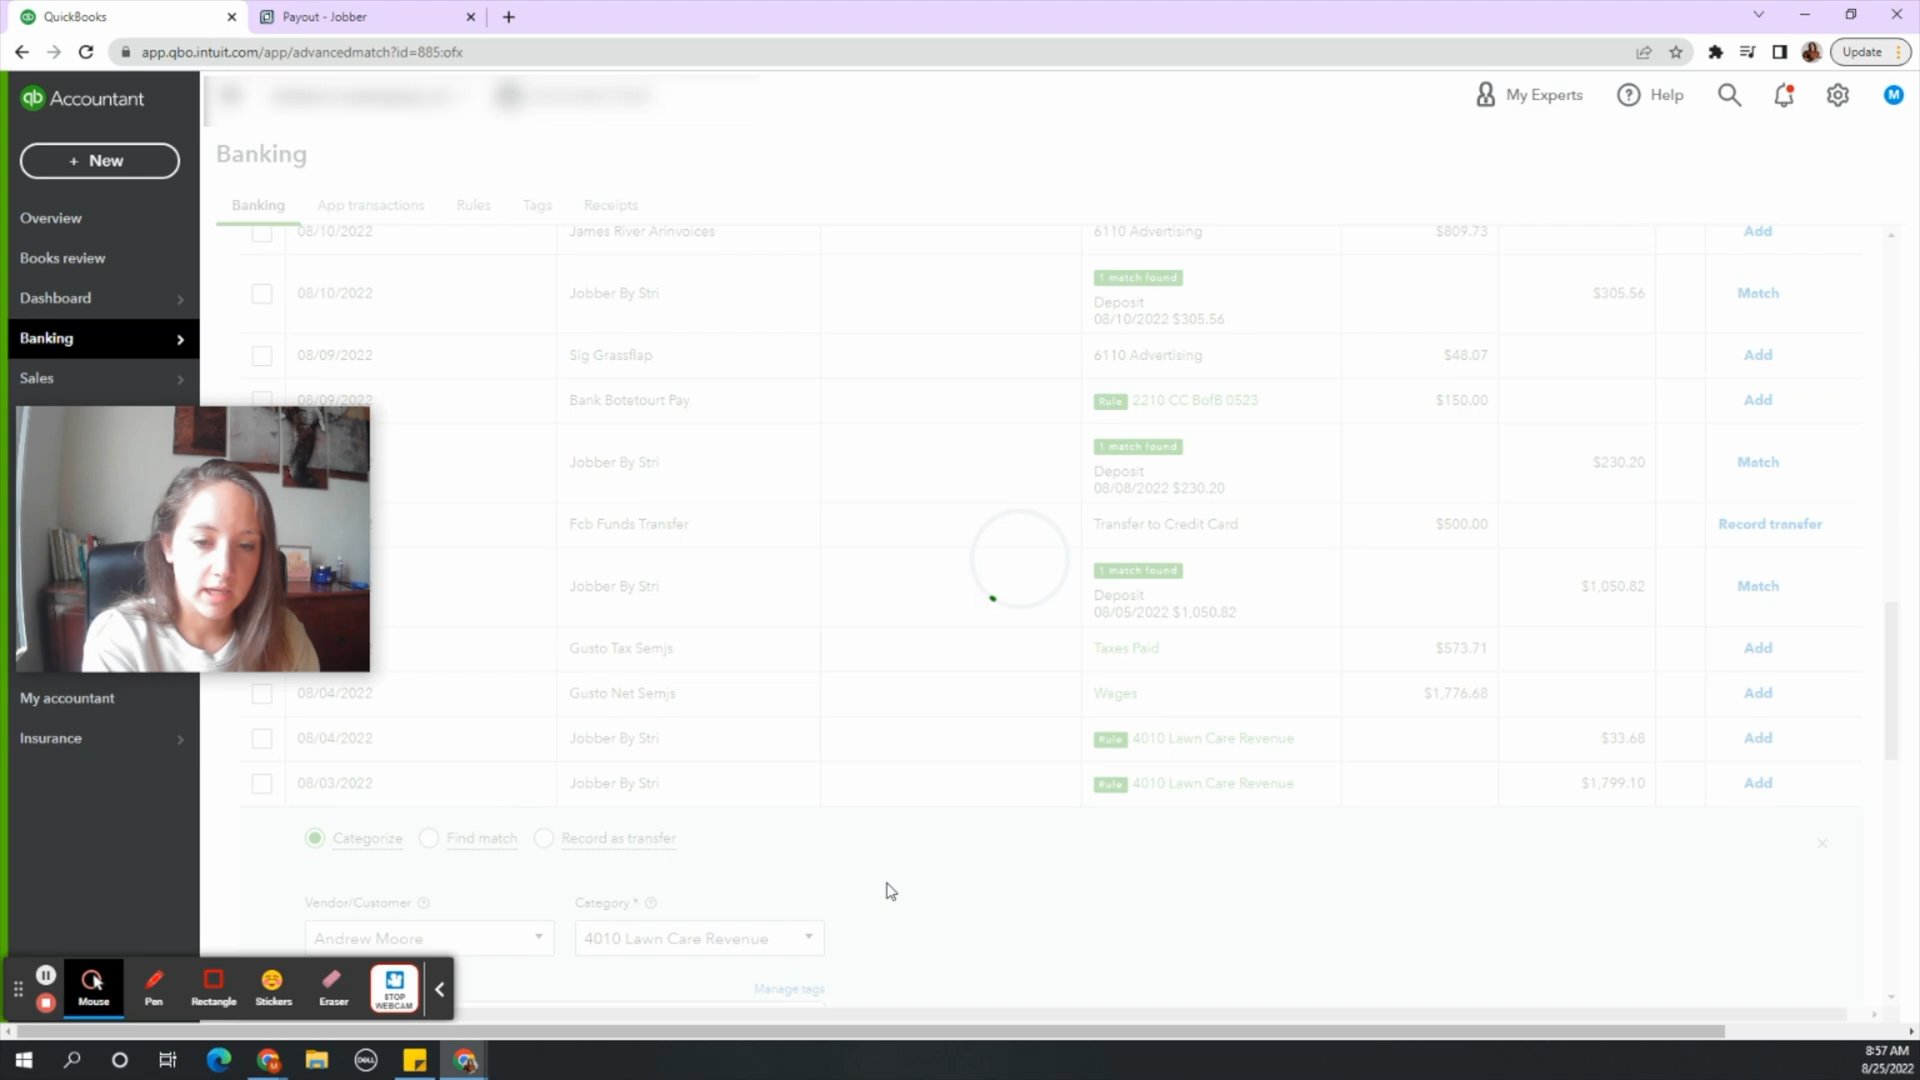 QuickBooks
Payout - Jobber
app.qbo.intuit.com/app/advancedmatch?id=885:ofx
Update
qb Accountant
My Experts
Help
M
+ New
Banking
Overview
Books review
Dashboard
Banking
Sales
My accountant
Insurance
Banking App transactions Rules Tags Receipts
08/10/2022 James River Arinvoices 6110 Advertising $809.73 Add
1 match found
08/10/2022 Jobber By Stri $305.56 Match
Deposit
08/10/2022 $305.56
08/09/2022 Sig Grassflap 6110 Advertising $48.07 Add
08/09/2022 Bank Botetourt Pay Rule 2210 CC BofB 0523 $150.00 Add
1 match found
Jobber By Stri $230.20 Match
Deposit
08/08/2022 $230.20
Fcb Funds Transfer Transfer to Credit Card $500.00 Record transfer
1 match found
Jobber By Stri $1,050.82 Match
Deposit
08/05/2022 $1,050.82
Gusto Tax Semjs Taxes Paid $573.71 Add
08/04/2022 Gusto Net Semjs Wages $1,776.68 Add
08/04/2022 Jobber By Stri Rule 4010 Lawn Care Revenue $33.68 Add
08/03/2022 Jobber By Stri Rule 4010 Lawn Care Revenue $1,799.10 Add
Categorize Find match Record as transfer
Vendor/Customer Category *
Andrew Moore 4010 Lawn Care Revenue
Manage tags
Mouse Pen Rectangle Stickers Eraser STOP WEBCAM
DELL
8:57 AM
8/25/2022